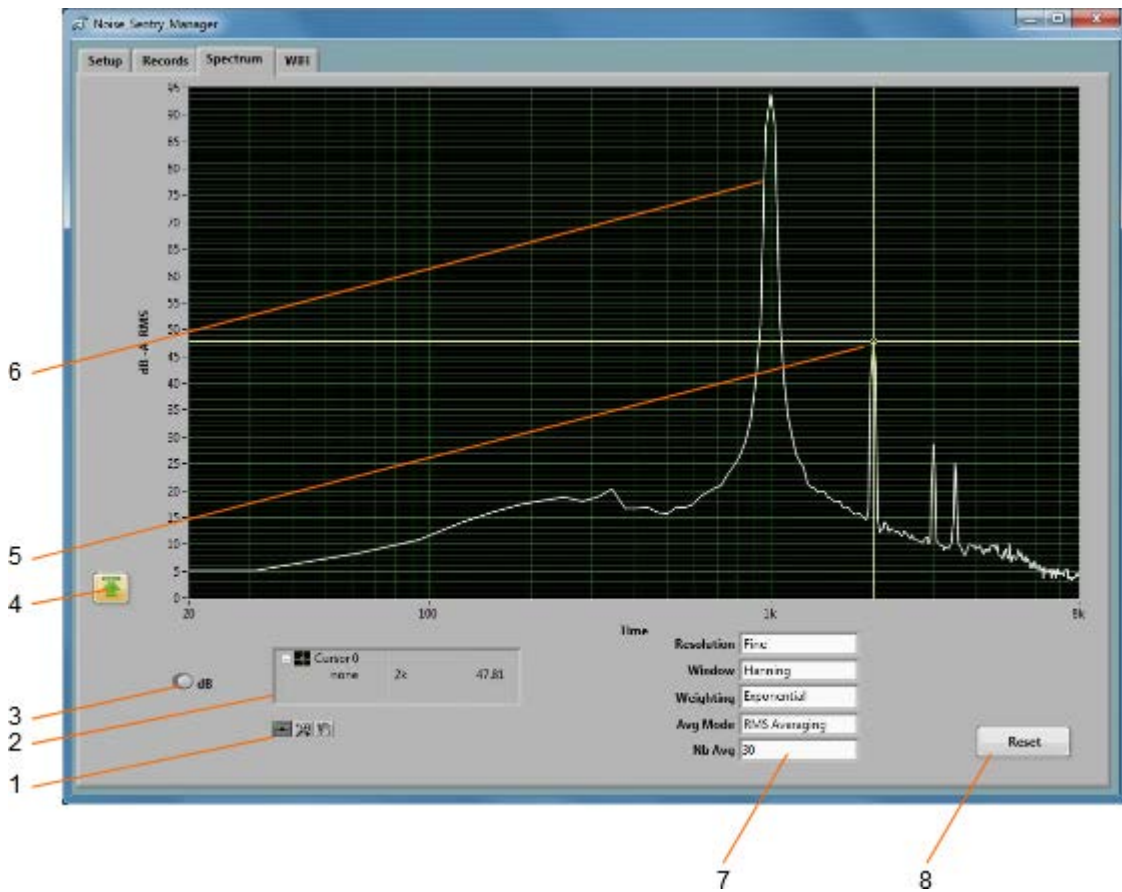 Noise Sentry Manager
Setup Records Spectrum WiFi
95
90
85
80
75
70
65
60
55
50
45
40
35
30
25
20
15
10
5
0
dB -A RMS
20 100 1k 8k
Time
6
5
4
3
2
1
dB
Cursor 0
none 2k 47.81
Resolution Fine
Window Hanning
Weighting Exponential
Avg Mode RMS Averaging
Nb Avg 30
Reset
7 8